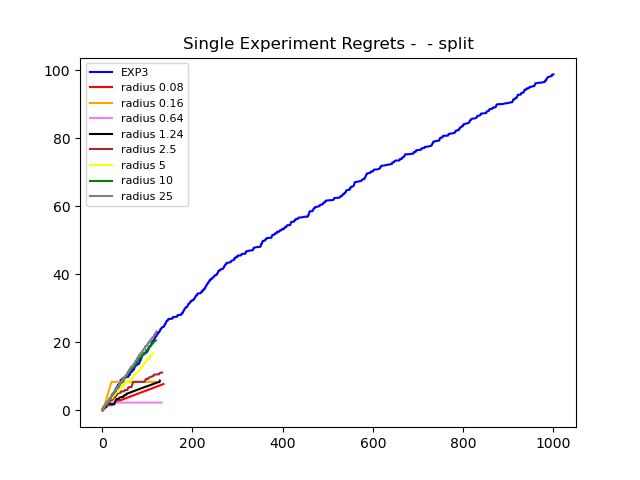 Single Experiment Regrets -  - split
100
80
60
40
20
0
EXP3
radius 0.08
radius 0.16
radius 0.64
radius 1.24
radius 2.5
radius 5
radius 10
radius 25
0 200 400 600 800 1000